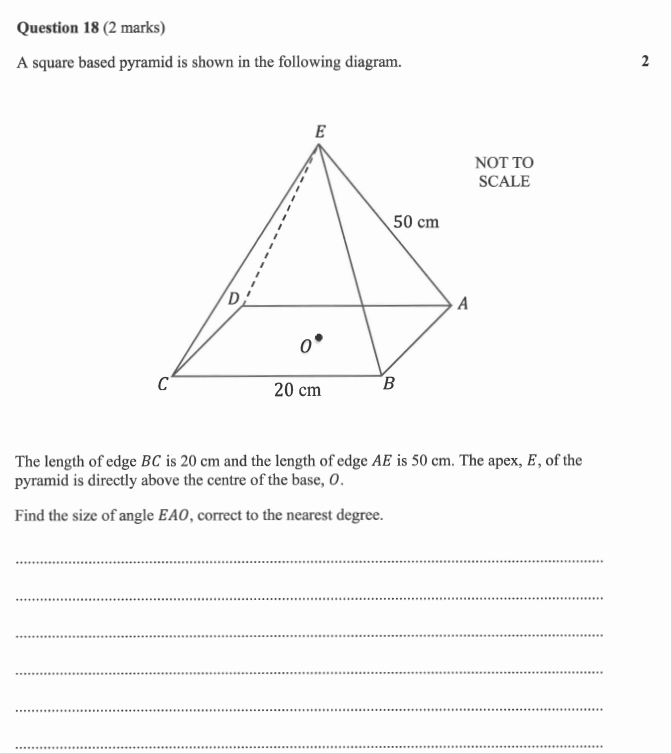 Question 18 (2 marks)
A square based pyramid is shown in the following diagram.
2
E
NOT TO
SCALE
50 cm
D
A
O
C
B
20 cm
The length of edge BC is 20 cm and the length of edge AE is 50 cm. The apex, E, of the
pyramid is directly above the centre of the base, O.
Find the size of angle EAO, correct to the nearest degree.